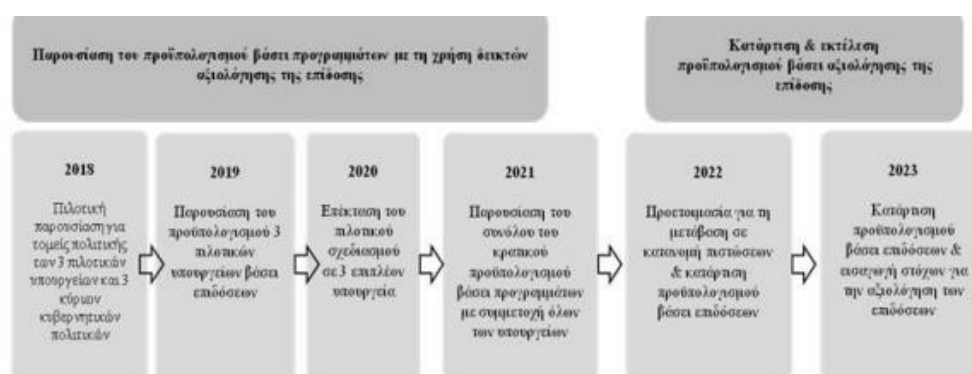 Παρουσίαση του προϋπολογισμού βάσει προγραμμάτων με τη χρήση δεικτών
αξιολόγησης της επίδοσης
Κατάρτιση & εκτέλεση
προϋπολογισμού βάσει αξιολόγησης της
επίδοσης
2018
Πιλοτική
παρουσίαση για
τομείς πολιτικής
των 3 πιλοτικών
υπουργείων και 3
κύριων
κυβερνητικών
πολιτικών
2019
Παρουσίαση του
προϋπολογισμού 3
πιλοτικών
υπουργείων βάσει
επιδόσεων
2020
Επέκταση του
πιλοτικού
σχεδιασμού
σε 3 επιπλέον
υπουργεία
2021
Παρουσίαση του
συνόλου του
κρατικού
προϋπολογισμού
βάσει προγραμμάτων
με συμμετοχή όλων
των υπουργείων
2022
Προετοιμασία για τη
μετάβαση σε
κατανομή πιστώσεων
& κατάρτιση
προϋπολογισμού
βάσει επιδόσεων
2023
Κατάρτιση
προϋπολογισμού
βάσει επιδόσεων &
εισαγωγή στόχων για
την αξιολόγηση των
επιδόσεων